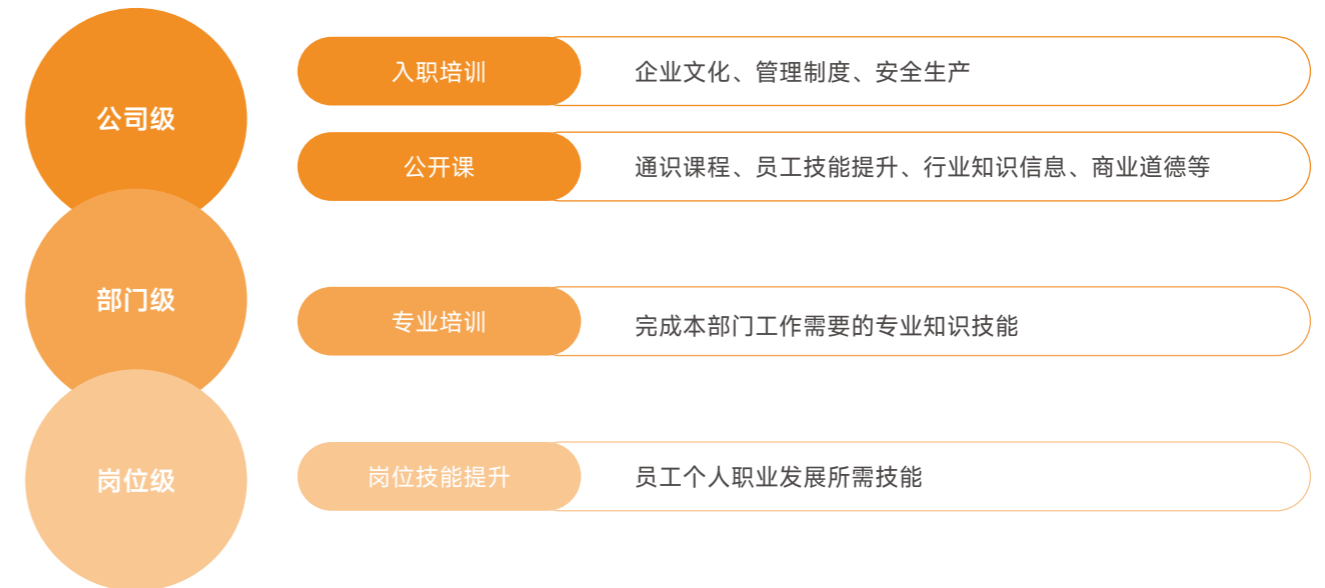 公司级
入职培训
企业文化、管理制度、安全生产
公开课
通识课程、员工技能提升、行业知识信息、商业道德等
部门级
专业培训
完成本部门工作需要的专业知识技能
岗位级
岗位技能提升
员工个人职业发展所需技能